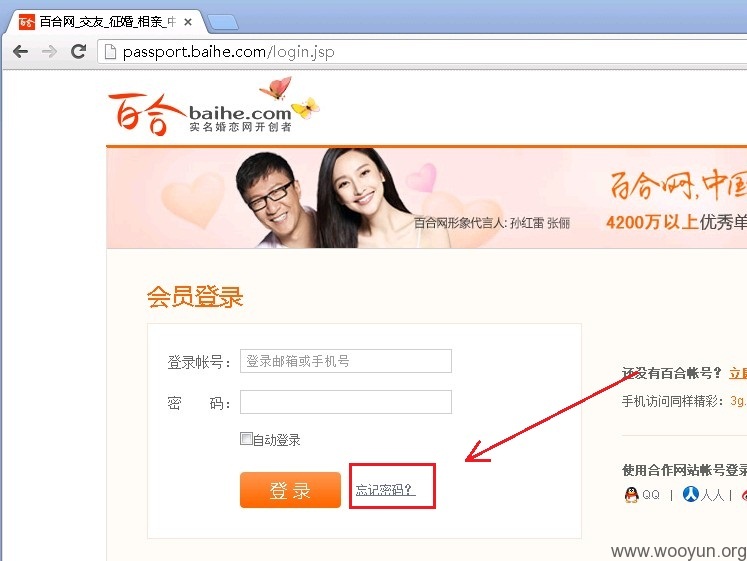 百合网_交友_征婚_相亲_中
passport.baihe.com/login.jsp
百合 baihe.com
实名婚恋网开创者
百合网,中国
百合网形象代言人: 孙红雷 张俪
4200万以上优秀单
会员登录
登录帐号: 登录邮箱或手机号
密 码:
自动登录
登 录 忘记密码?
还没有百合帐号?
手机访问同样精彩: 3g.
使用合作网站帐号登录
QQ | 人人 |
www.wooyun.org